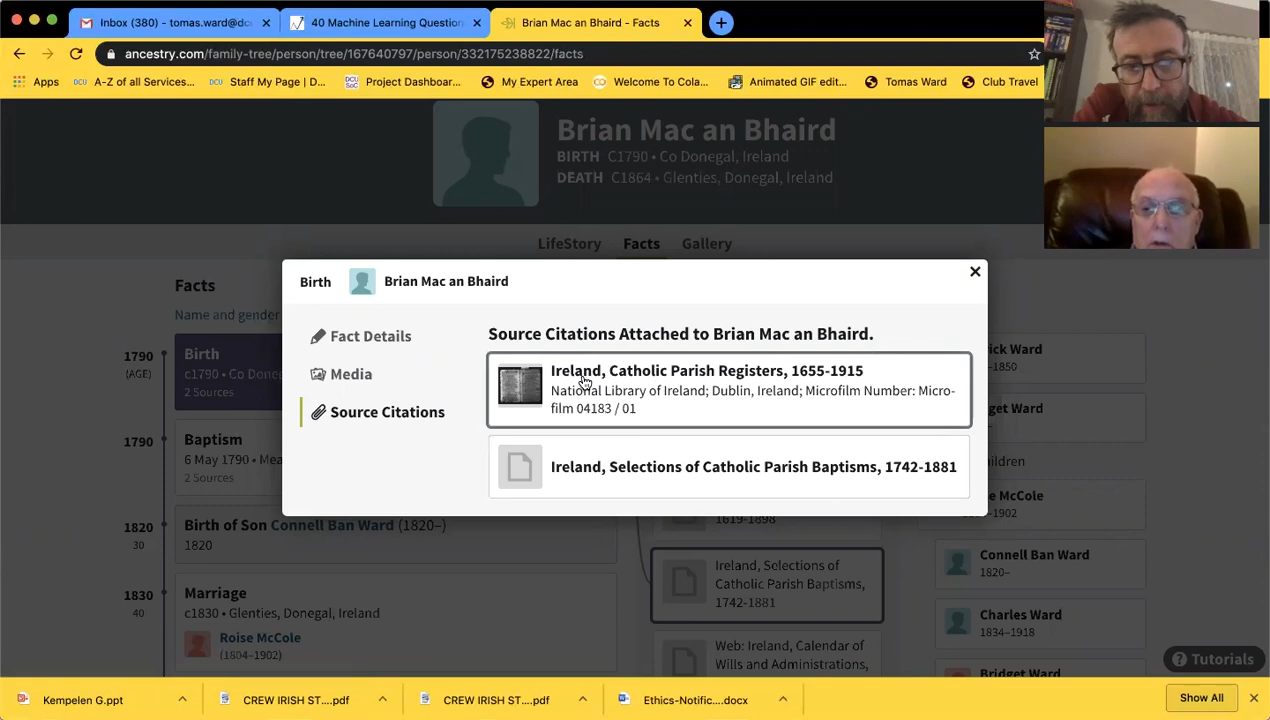 Inbox (380) - tomas.ward@dc
40 Machine Learning Question
Brian Mac an Bhaird - Facts
ancestry.com/family-tree/person/tree/167640797/person/332175238822/facts
Apps
DCU
A-Z of all Services...
DCU
Staff My Page | D...
DCU SoC
Project Dashboar...
My Expert Area
Welcome To Cola...
Animated GIF edit...
Tomas Ward
Club Travel
Brian Mac an Bhaird
BIRTH C1790 • Co Donegal, Ireland
DEATH C1864 • Glenties, Donegal, Ireland
LifeStory
Facts
Gallery
Facts
Name and gender
1790
(AGE)
Birth
c1790 • Co Doneg
2 Sources
1790
Baptism
6 May 1790 • Mea
2 Sources
1820
30
Birth of Son Connell Ban Ward (1820–)
1820
1830
40
Marriage
c1830 • Glenties, Donegal, Ireland
Roise McCole
(1804–1902)
Birth
Brian Mac an Bhaird
Fact Details
Media
Source Citations
Source Citations Attached to Brian Mac an Bhaird.
Ireland, Catholic Parish Registers, 1655-1915
National Library of Ireland; Dublin, Ireland; Microfilm Number: Micro-
film 04183 / 01
Ireland, Selections of Catholic Parish Baptisms, 1742-1881
1619-1898
Ireland, Selections of
Catholic Parish Baptisms,
1742-1881
Web: Ireland, Calendar of
Wills and Administrations,
rick Ward
-1850
get Ward
ildren
e McCole
-1902
Connell Ban Ward
1820–
Charles Ward
1834–1918
Bridget Ward
Tutorials
Kempelen G.ppt
CREW IRISH ST....pdf
CREW IRISH ST....pdf
Ethics-Notific....docx
Show All